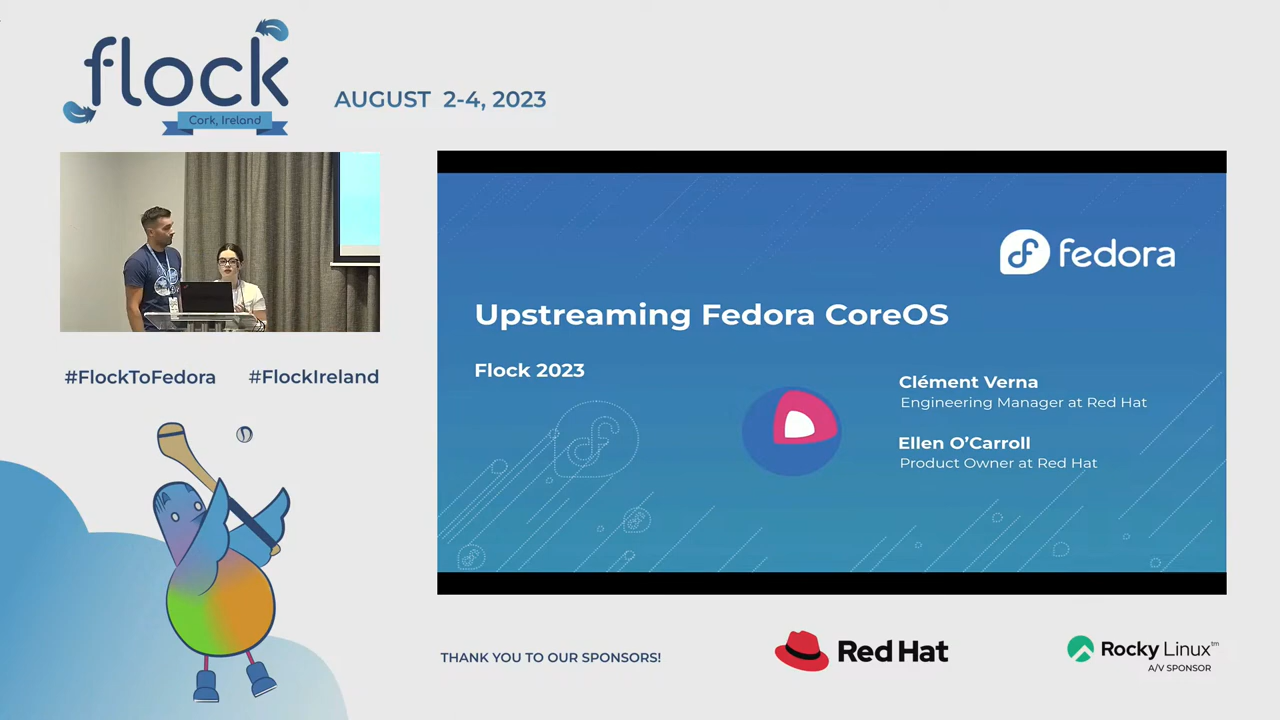 flock
Cork, Ireland
AUGUST 2-4, 2023
fedora
Upstreaming Fedora CoreOS
Flock 2023
Clément Verna
Engineering Manager at Red Hat
Ellen O'Carroll
Product Owner at Red Hat
#FlockToFedora #FlockIreland
THANK YOU TO OUR SPONSORS!
Red Hat
Rocky Linux™
A/V SPONSOR